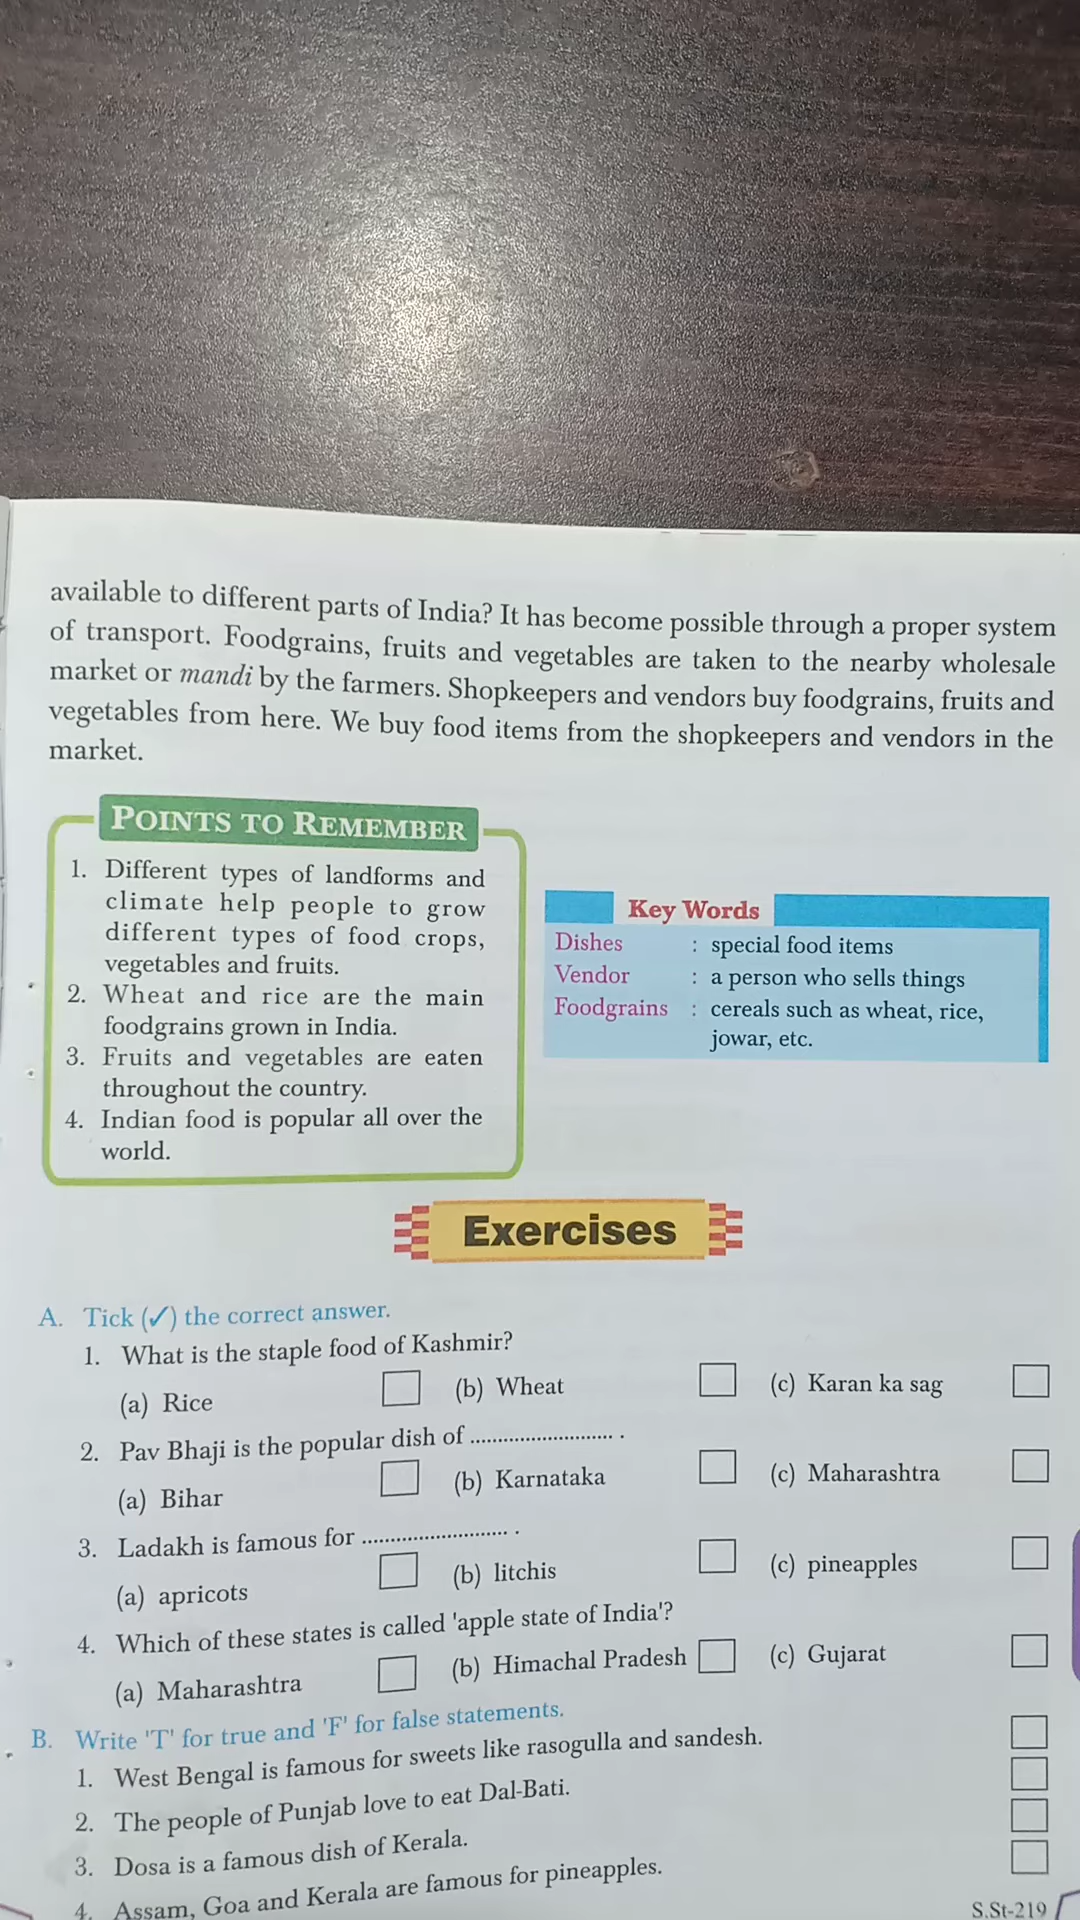 available to different parts of India? It has become possible through a proper system
of transport. Foodgrains, fruits and vegetables are taken to the nearby wholesale
market or mandi by the farmers. Shopkeepers and vendors buy foodgrains, fruits and
vegetables from here. We buy food items from the shopkeepers and vendors in the
market.
POINTS TO REMEMBER
1. Different types of landforms and
climate help people to grow
different types of food crops,
vegetables and fruits.
2. Wheat and rice are the main
foodgrains grown in India.
3. Fruits and vegetables are eaten
throughout the country.
4. Indian food is popular all over the
world.
Key Words
Dishes : special food items
Vendor : a person who sells things
Foodgrains : cereals such as wheat, rice,
jowar, etc.
Exercises
A. Tick (✓) the correct answer.
1. What is the staple food of Kashmir?
(a) Rice (b) Wheat (c) Karan ka sag
2. Pav Bhaji is the popular dish of .......................... .
(a) Bihar (b) Karnataka (c) Maharashtra
3. Ladakh is famous for .......................... .
(a) apricots (b) litchis (c) pineapples
4. Which of these states is called 'apple state of India'?
(a) Maharashtra (b) Himachal Pradesh (c) Gujarat
B. Write 'T' for true and 'F' for false statements.
1. West Bengal is famous for sweets like rasogulla and sandesh.
2. The people of Punjab love to eat Dal-Bati.
3. Dosa is a famous dish of Kerala.
4. Assam, Goa and Kerala are famous for pineapples.
S.St-219